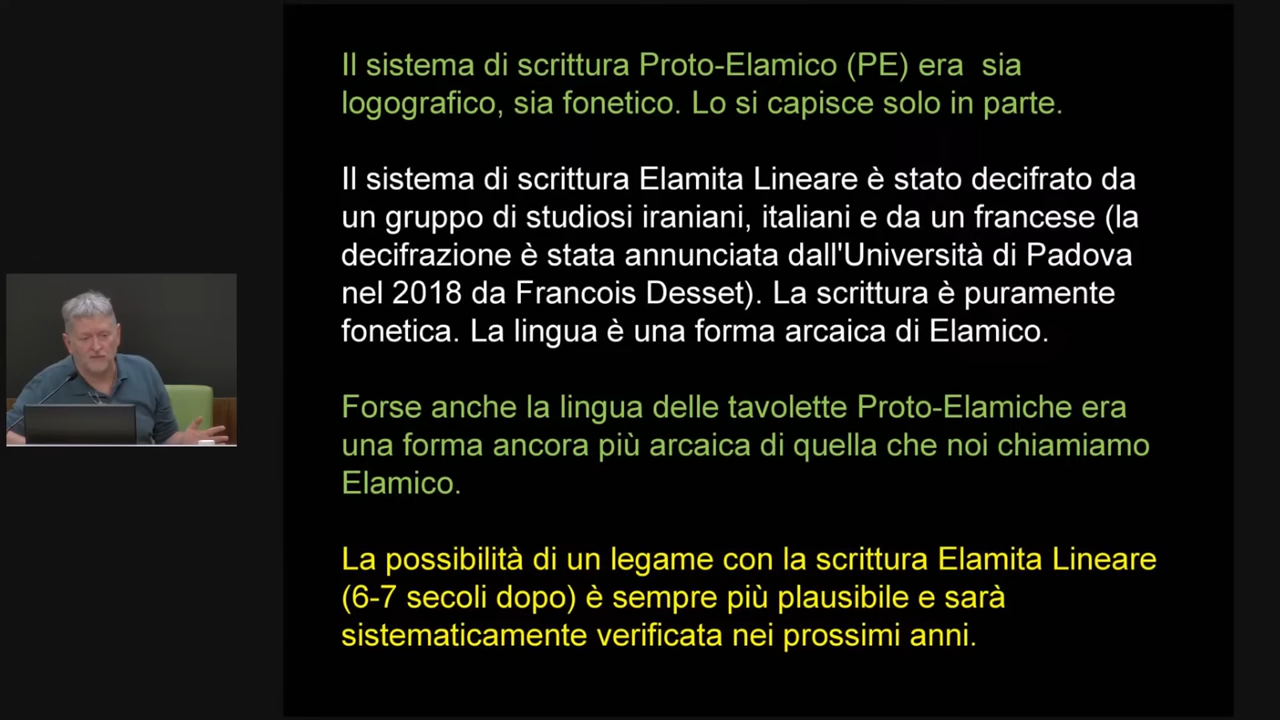 Il sistema di scrittura Proto-Elamico (PE) era sia
logografico, sia fonetico. Lo si capisce solo in parte.
Il sistema di scrittura Elamita Lineare è stato decifrato da
un gruppo di studiosi iraniani, italiani e da un francese (la
decifrazione è stata annunciata dall'Università di Padova
nel 2018 da Francois Desset). La scrittura è puramente
fonetica. La lingua è una forma arcaica di Elamico.
Forse anche la lingua delle tavolette Proto-Elamiche era
una forma ancora più arcaica di quella che noi chiamiamo
Elamico.
La possibilità di un legame con la scrittura Elamita Lineare
(6-7 secoli dopo) è sempre più plausibile e sarà
sistematicamente verificata nei prossimi anni.